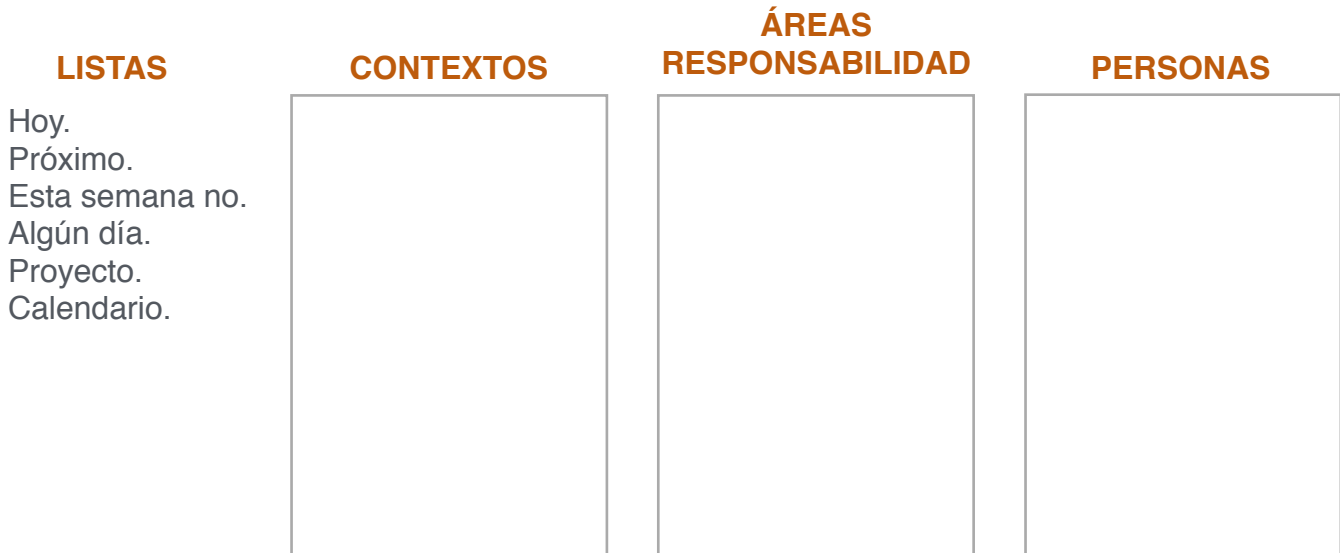 LISTAS
CONTEXTOS
ÁREAS
RESPONSABILIDAD
PERSONAS
Hoy.
Próximo.
Esta semana no.
Algún día.
Proyecto.
Calendario.